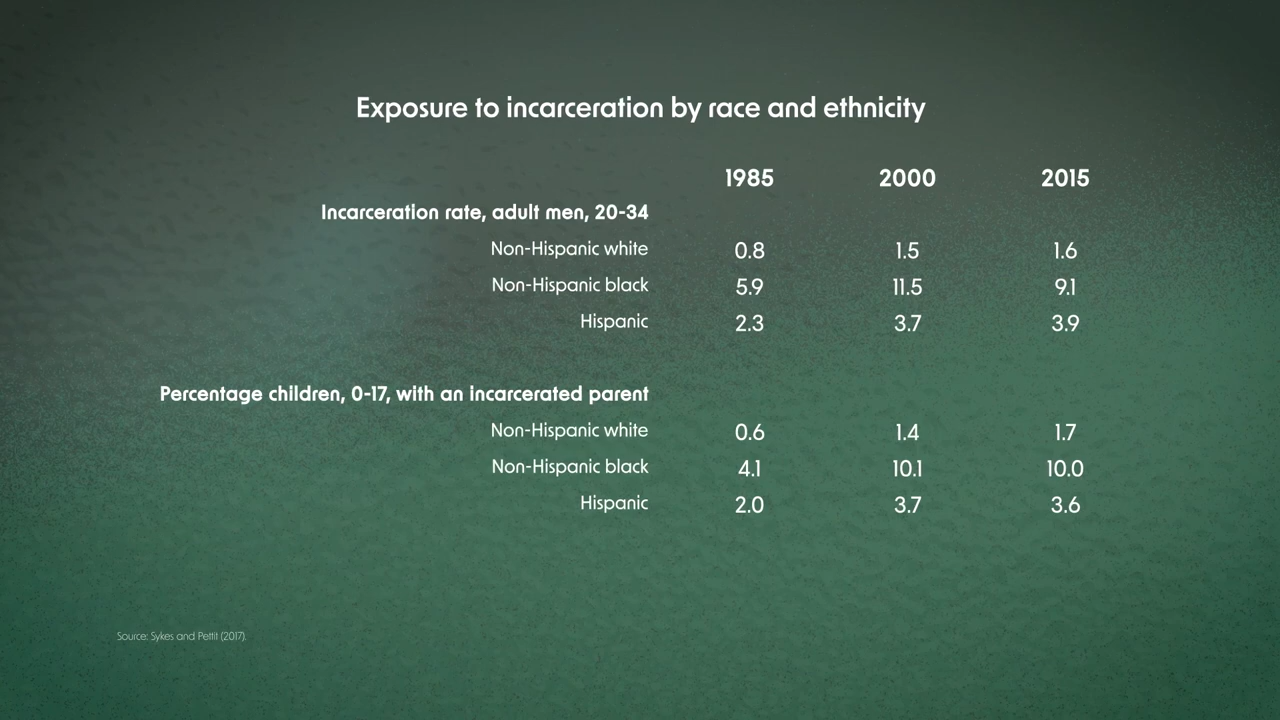 Exposure to incarceration by race and ethnicity
1985 2000 2015
Incarceration rate, adult men, 20-34
Non-Hispanic white 0.8 1.5 1.6
Non-Hispanic black 5.9 11.5 9.1
Hispanic 2.3 3.7 3.9
Percentage children, 0-17, with an incarcerated parent
Non-Hispanic white 0.6 1.4 1.7
Non-Hispanic black 4.1 10.1 10.0
Hispanic 2.0 3.7 3.6
Source: Sykes and Pettit (2017).